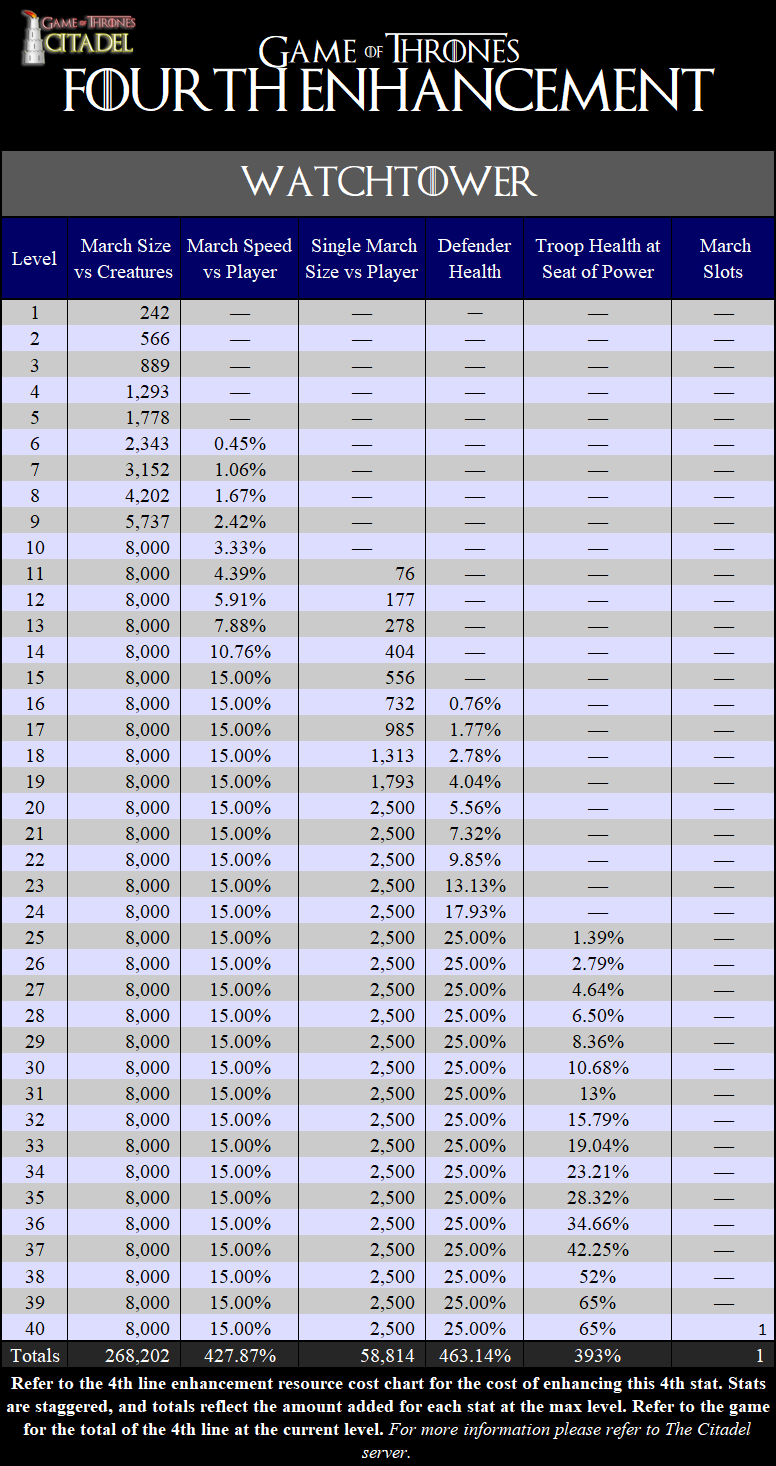 GAME OF THRONES
CITADEL
GAME OF THRONES
FOURTH ENHANCEMENT
WATCHTOWER
Level March Size vs Creatures March Speed vs Player Single March Size vs Player Defender Health Troop Health at Seat of Power March Slots
1 242 — — — — —
2 566 — — — — —
3 889 — — — — —
4 1,293 — — — — —
5 1,778 — — — — —
6 2,343 0.45% — — — —
7 3,152 1.06% — — — —
8 4,202 1.67% — — — —
9 5,737 2.42% — — — —
10 8,000 3.33% — — — —
11 8,000 4.39% 76 — — —
12 8,000 5.91% 177 — — —
13 8,000 7.88% 278 — — —
14 8,000 10.76% 404 — — —
15 8,000 15.00% 556 — — —
16 8,000 15.00% 732 0.76% — —
17 8,000 15.00% 985 1.77% — —
18 8,000 15.00% 1,313 2.78% — —
19 8,000 15.00% 1,793 4.04% — —
20 8,000 15.00% 2,500 5.56% — —
21 8,000 15.00% 2,500 7.32% — —
22 8,000 15.00% 2,500 9.85% — —
23 8,000 15.00% 2,500 13.13% — —
24 8,000 15.00% 2,500 17.93% — —
25 8,000 15.00% 2,500 25.00% 1.39% —
26 8,000 15.00% 2,500 25.00% 2.79% —
27 8,000 15.00% 2,500 25.00% 4.64% —
28 8,000 15.00% 2,500 25.00% 6.50% —
29 8,000 15.00% 2,500 25.00% 8.36% —
30 8,000 15.00% 2,500 25.00% 10.68% —
31 8,000 15.00% 2,500 25.00% 13% —
32 8,000 15.00% 2,500 25.00% 15.79% —
33 8,000 15.00% 2,500 25.00% 19.04% —
34 8,000 15.00% 2,500 25.00% 23.21% —
35 8,000 15.00% 2,500 25.00% 28.32% —
36 8,000 15.00% 2,500 25.00% 34.66% —
37 8,000 15.00% 2,500 25.00% 42.25% —
38 8,000 15.00% 2,500 25.00% 52% —
39 8,000 15.00% 2,500 25.00% 65% —
40 8,000 15.00% 2,500 25.00% 65% 1
Totals 268,202 427.87% 58,814 463.14% 393% 1
Refer to the 4th line enhancement resource cost chart for the cost of enhancing this 4th stat. Stats
are staggered, and totals reflect the amount added for each stat at the max level. Refer to the game
for the total of the 4th line at the current level. For more information please refer to The Citadel
server.